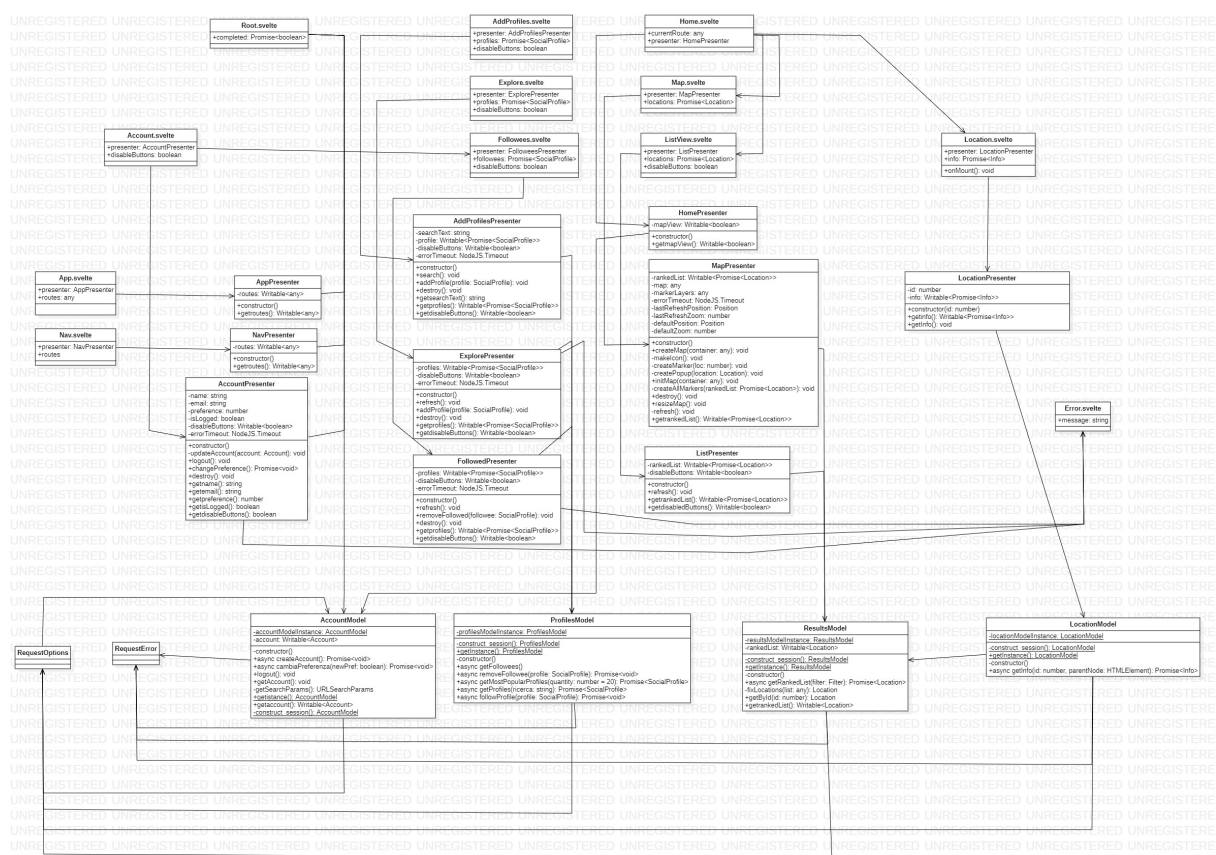 Root.svelte
+completed: Promise<boolean>
AddProfiles.svelte
+presenter: AddProfilesPresenter
+profiles: Promise<SocialProfile>
+disableButtons: boolean
Home.svelte
+currentRoute: any
+presenter: HomePresenter
Explore.svelte
+presenter: ExplorePresenter
+profiles: Promise<SocialProfile>
+disableButtons: boolean
Map.svelte
+presenter: MapPresenter
+locations: Promise<Location>
Account.svelte
+presenter: AccountPresenter
+disableButtons: boolean
Followees.svelte
+presenter: FolloweesPresenter
+followees: Promise<SocialProfile>
+disableButtons: boolean
ListView.svelte
+presenter: ListPresenter
+locations: Promise<Location>
+disableButtons: boolean
Location.svelte
+presenter: LocationPresenter
+info: Promise<Info>
+onMount(): void
AddProfilesPresenter
-searchText: string
-profile: Writable<Promise<SocialProfile>>
-disableButtons: Writable<boolean>
-errorTimeout: NodeJS.Timeout
+constructor()
+search(): void
+addProfile(profile: SocialProfile): void
+destroy(): void
+getsearchText(): string
+getprofiles(): Writable<Promise<SocialProfile>>
+getdisableButtons(): Writable<boolean>
HomePresenter
-mapView: Writable<boolean>
+constructor()
+getmapView(): Writable<boolean>
MapPresenter
-rankedList: Writable<Promise<Location>>
-map: any
-markerLayers: any
-errorTimeout: NodeJS.Timeout
-lastRefreshPosition: Position
-lastRefreshZoom: number
-defaultPosition: Position
-defaultZoom: number
+constructor()
+createMap(container: any): void
-makeIcon(): void
-createMarker(loc: number): void
-createPopup(location: Location): void
+initMap(container: any): void
-createAllMarkers(rankedList: Promise<Location>): void
+destroy(): void
+resizeMap(): void
-refresh(): void
+getrankedList(): Writable<Promise<Location>>
LocationPresenter
-id: number
-info: Writable<Promise<Info>>
+constructor(id: number)
+getinfo(): Writable<Promise<Info>>
+getInfo(): void
App.svelte
+presenter: AppPresenter
+routes: any
AppPresenter
-routes: Writable<any>
+constructor()
+getroutes(): Writable<any>
Nav.svelte
+presenter: NavPresenter
+routes
NavPresenter
-routes: Writable<any>
+constructor()
+getroutes(): Writable<any>
ExplorePresenter
-profiles: Writable<Promise<SocialProfile>>
-disableButtons: Writable<boolean>
-errorTimeout: NodeJS.Timeout
+constructor()
+refresh(): void
+addProfile(profile: SocialProfile): void
+destroy(): void
+getprofiles(): Writable<Promise<SocialProfile>>
+getdisableButtons(): Writable<boolean>
AccountPresenter
-name: string
-email: string
-preference: number
-isLogged: boolean
-disableButtons: Writable<boolean>
-errorTimeout: NodeJS.Timeout
+constructor()
-updateAccount(account: Account): void
+logout(): void
+changePreference(): Promise<void>
+destroy(): void
+getname(): string
+getemail(): string
+getpreference(): number
+getisLogged(): boolean
+getdisableButtons(): boolean
Error.svelte
+message: string
ListPresenter
-rankedList: Writable<Promise<Location>>
-disableButtons: Writable<boolean>
+constructor()
+refresh(): void
+getrankedList(): Writable<Promise<Location>>
+getdisabledButtons(): Writable<boolean>
FollowedPresenter
-profiles: Writable<Promise<SocialProfile>>
-disableButtons: Writable<boolean>
-errorTimeout: NodeJS.Timeout
+constructor()
+refresh(): void
+removeFollowed(followee: SocialProfile): void
+destroy(): void
+getprofiles(): Writable<Promise<SocialProfile>>
+getdisableButtons(): Writable<boolean>
RequestOptions
RequestError
AccountModel
-accountModelInstance: AccountModel
-account: Writable<Account>
-constructor()
+async createAccount(): Promise<void>
+async cambiaPreferenza(newPref: boolean): Promise<void>
+logout(): void
+getAccount(): void
-getSearchParams(): URLSearchParams
+getistance(): AccountModel
+getaccount(): Writable<Account>
-construct_session(): AccountModel
ProfilesModel
-profilesModelInstance: ProfilesModel
-construct_session(): ProfilesModel
+getInstance(): ProfilesModel
-constructor()
+async getFollowees()
+async removeFollowee(profile: SocialProfile): Promise<void>
+async getMostPopularProfiles(quantity: number = 20): Promise<SocialProfile>
+async getProfiles(ricerca: string): Promise<SocialProfile>
+async followProfile(profile: SocialProfile): Promise<void>
ResultsModel
-resultsModelInstance: ResultsModel
-rankedList: Writable<Location>
-construct_session(): ResultsModel
+getInstance(): ResultsModel
-constructor()
+async getRankedList(filter: Filter): Promise<Location>
-fixLocations(list: any): Location
+getById(id: number): Location
+getrankedList(): Writable<Location>
LocationModel
-locationModelInstance: LocationModel
-construct_session(): LocationModel
+getInstance(): LocationModel
-constructor()
+async getInfo(id: number, parentNode: HTMLElement): Promise<Info>